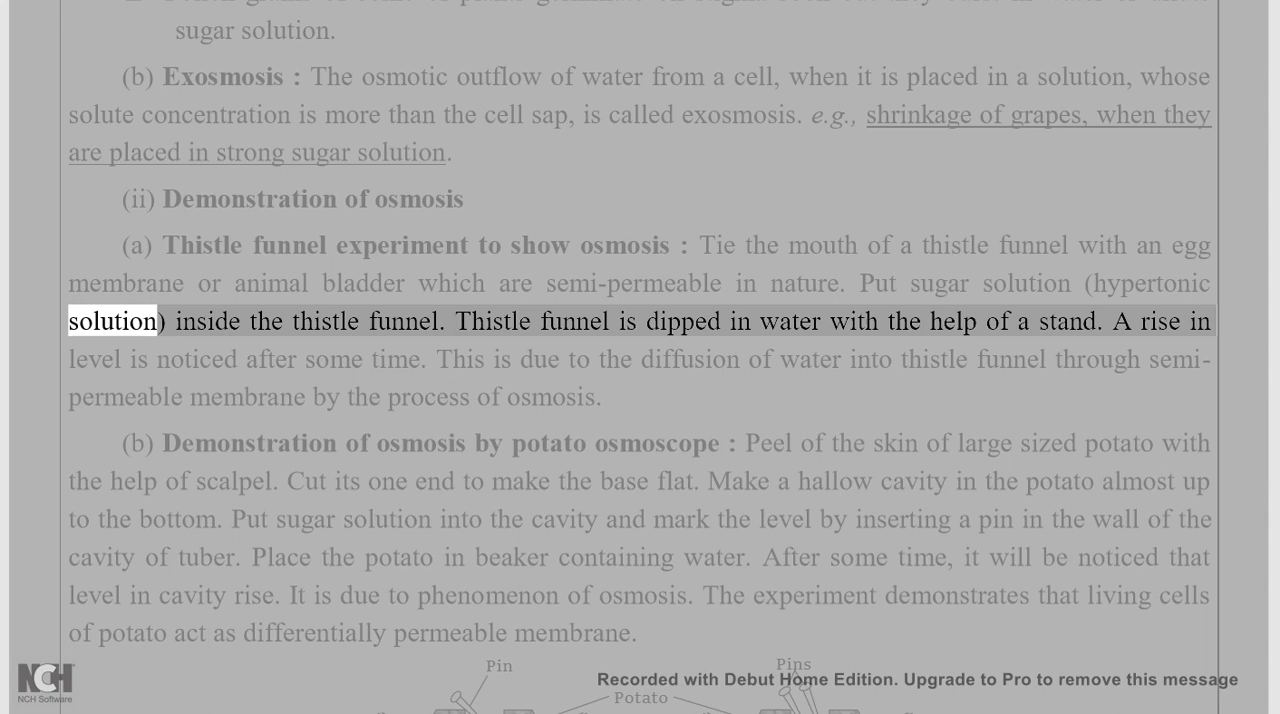 sugar solution.
(b) Exosmosis : The osmotic outflow of water from a cell, when it is placed in a solution, whose
solute concentration is more than the cell sap, is called exosmosis. e.g., shrinkage of grapes, when they
are placed in strong sugar solution.
(ii) Demonstration of osmosis
(a) Thistle funnel experiment to show osmosis : Tie the mouth of a thistle funnel with an egg
membrane or animal bladder which are semi-permeable in nature. Put sugar solution (hypertonic
solution) inside the thistle funnel. Thistle funnel is dipped in water with the help of a stand. A rise in
level is noticed after some time. This is due to the diffusion of water into thistle funnel through semi-
permeable membrane by the process of osmosis.
(b) Demonstration of osmosis by potato osmoscope : Peel of the skin of large sized potato with
the help of scalpel. Cut its one end to make the base flat. Make a hallow cavity in the potato almost up
to the bottom. Put sugar solution into the cavity and mark the level by inserting a pin in the wall of the
cavity of tuber. Place the potato in beaker containing water. After some time, it will be noticed that
level in cavity rise. It is due to phenomenon of osmosis. The experiment demonstrates that living cells
of potato act as differentially permeable membrane.
Pin
Pins
Potato
NCH
NCH Software
Recorded with Debut Home Edition. Upgrade to Pro to remove this message